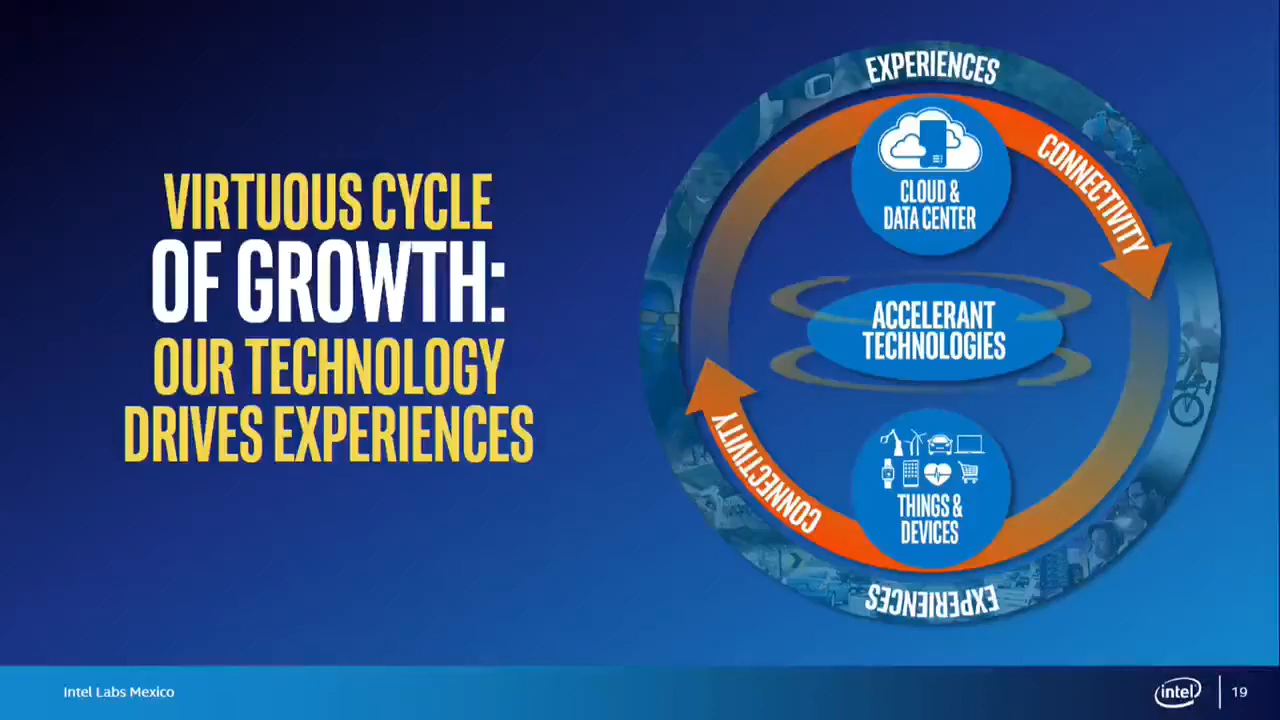 VIRTUOUS CYCLE
OF GROWTH:
OUR TECHNOLOGY
DRIVES EXPERIENCES
EXPERIENCES
CONNECTIVITY
CLOUD &
DATA CENTER
ACCELERANT
TECHNOLOGIES
THINGS &
DEVICES
CONNECTIVITY
EXPERIENCES
Intel Labs Mexico
intel
19